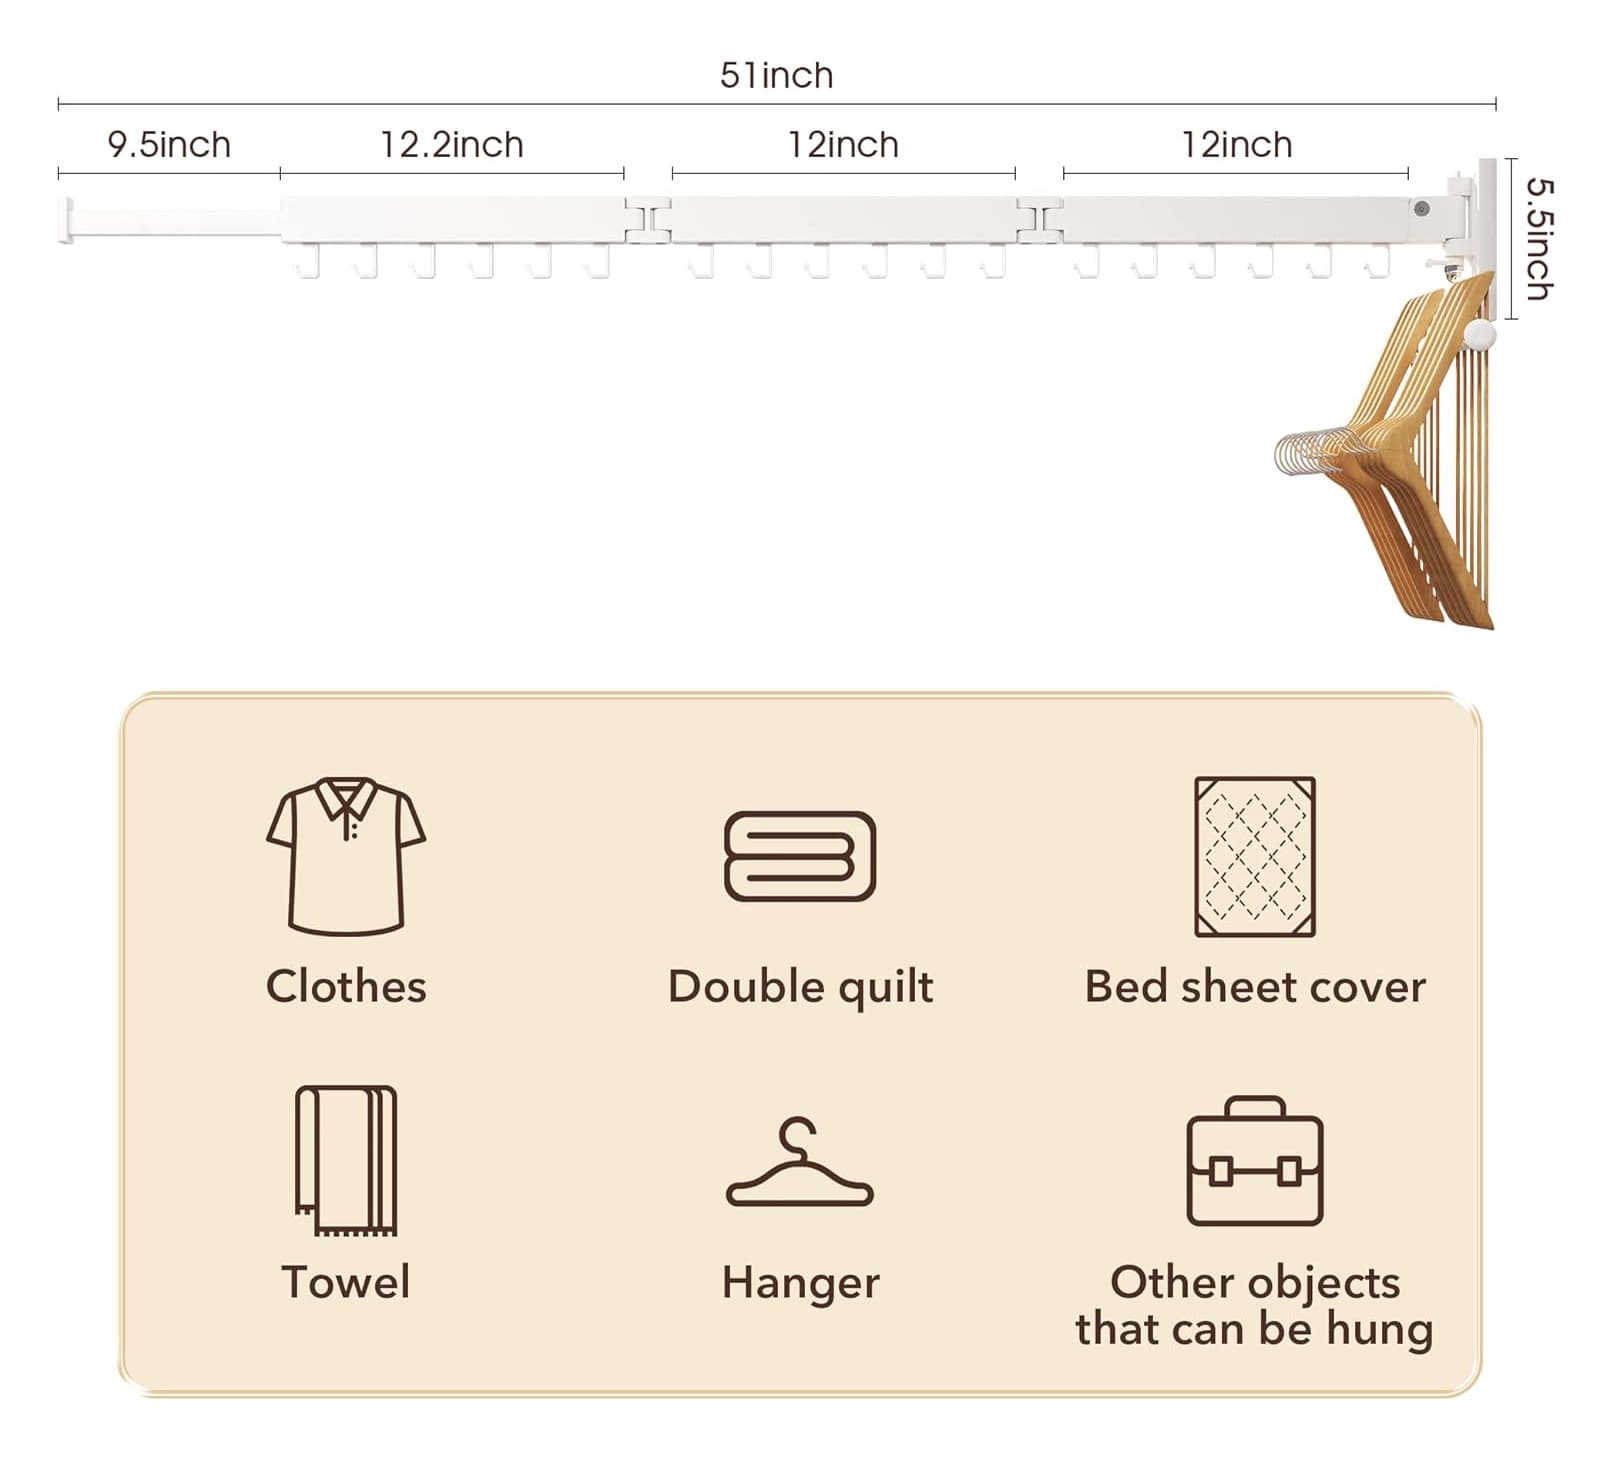 51inch
9.5inch
12.2inch
12inch
12inch
5.5inch
Clothes
Double quilt
Bed sheet cover
Towel
Hanger
Other objects
that can be hung